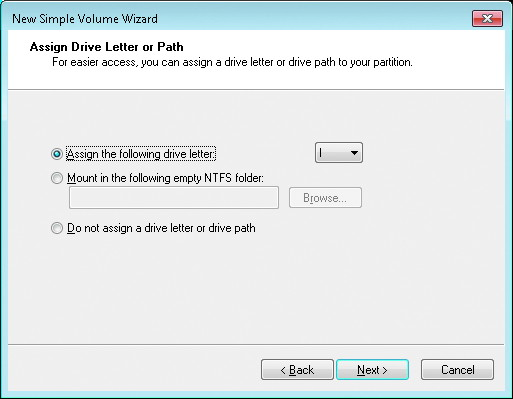 New Simple Volume Wizard
Assign Drive Letter or Path
For easier access, you can assign a drive letter or drive path to your partition.
Assign the following drive letter: I
Mount in the following empty NTFS folder:
Browse...
Do not assign a drive letter or drive path
< Back Next > Cancel